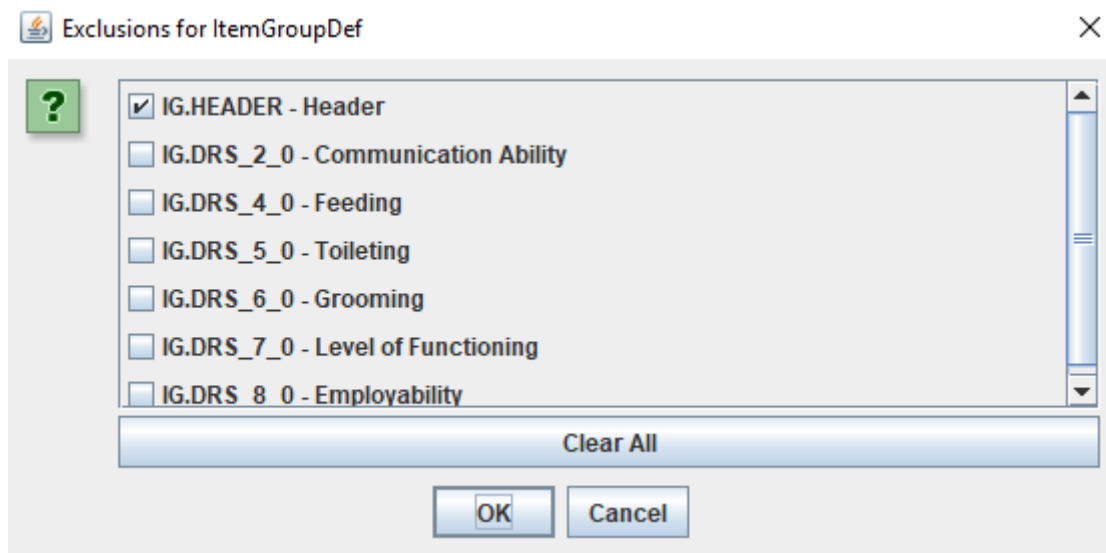 Exclusions for ItemGroupDef
?
IG.HEADER - Header
IG.DRS_2_0 - Communication Ability
IG.DRS_4_0 - Feeding
IG.DRS_5_0 - Toileting
IG.DRS_6_0 - Grooming
IG.DRS_7_0 - Level of Functioning
IG.DRS_8_0 - Employability
Clear All
OK Cancel